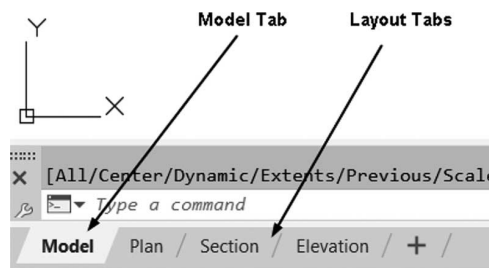 Model Tab Layout Tabs
Y
X
[All/Center/Dynamic/Extents/Previous/Scale
Type a command
Model / Plan / Section / Elevation / + /